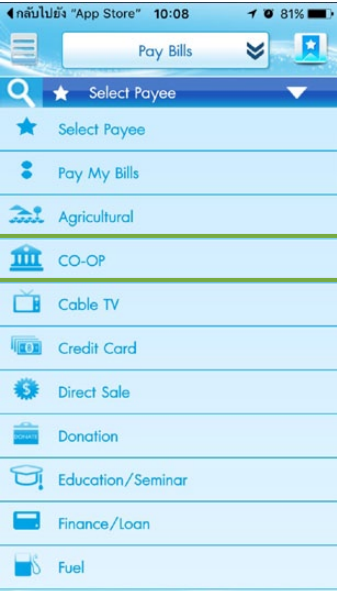 กลับไปยัง "App Store" 10:08 81%
Pay Bills
Select Payee
Select Payee
Pay My Bills
Agricultural
CO-OP
Cable TV
Credit Card
Direct Sale
DONATE Donation
Education/Seminar
Finance/Loan
Fuel